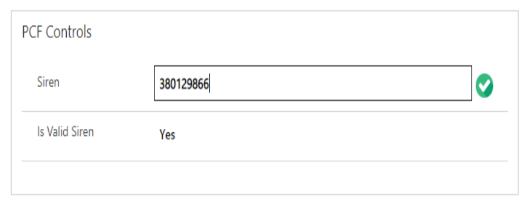 PCF Controls
Siren 380129866
Is Valid Siren Yes